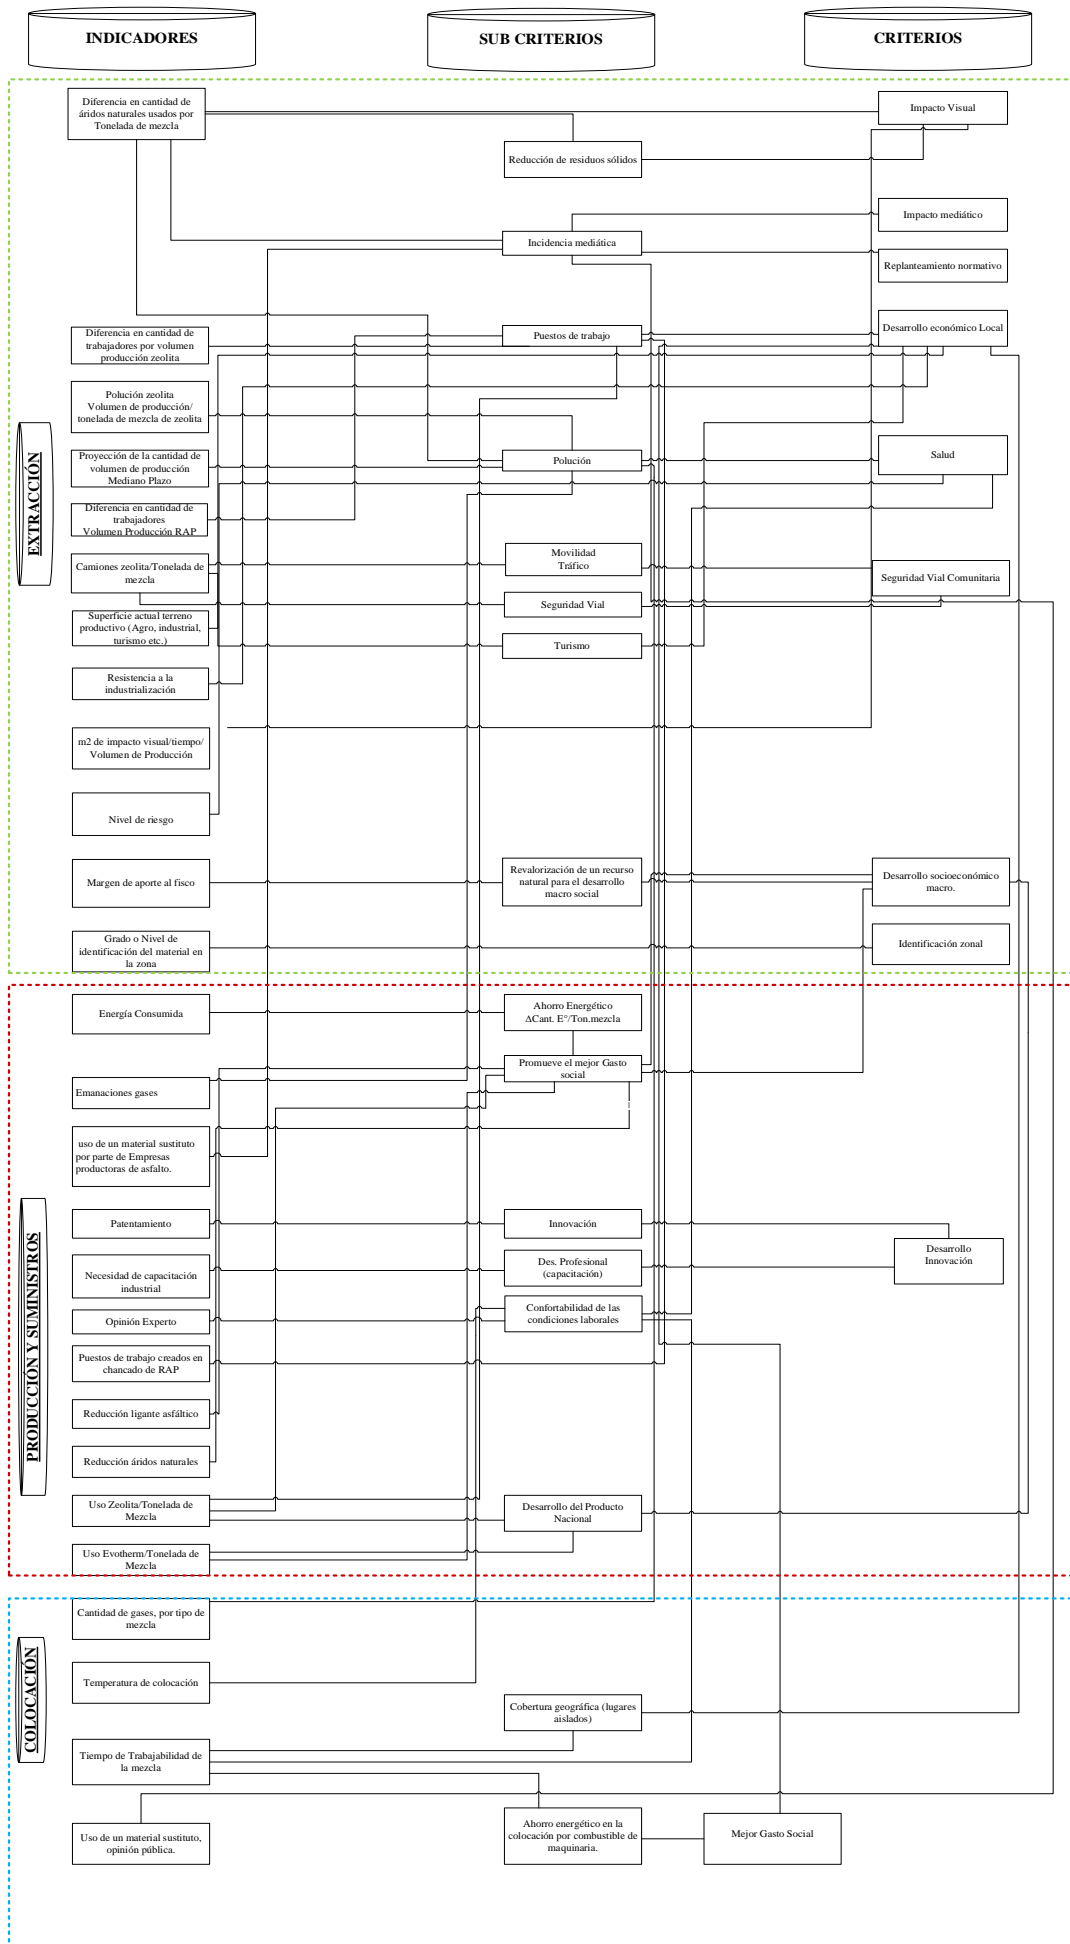 INDICADORES
SUB CRITERIOS
CRITERIOS
EXTRACCIÓN
Diferencia en cantidad de
áridos naturales usados por
Tonelada de mezcla
Impacto Visual
Reducción de residuos sólidos
Impacto mediático
Incidencia mediática
Replanteamiento normativo
Diferencia en cantidad de
trabajadores por volumen
producción zeolita
Puestos de trabajo
Desarrollo económico Local
Polución zeolita
Volumen de producción/
tonelada de mezcla de zeolita
Proyección de la cantidad de
volumen de producción
Mediano Plazo
Polución
Salud
Diferencia en cantidad de
trabajadores
Volumen Producción RAP
Camiones zeolita/Tonelada de
mezcla
Movilidad
Tráfico
Seguridad Vial Comunitaria
Seguridad Vial
Superficie actual terreno
productivo (Agro, industrial,
turismo etc.)
Turismo
Resistencia a la
industrialización
m2 de impacto visual/tiempo/
Volumen de Producción
Nivel de riesgo
Margen de aporte al fisco
Revalorización de un recurso
natural para el desarrollo
macro social
Desarrollo socioeconómico
macro.
Grado o Nivel de
identificación del material en
la zona
Identificación zonal
PRODUCCIÓN Y SUMINISTROS
Energía Consumida
Ahorro Energético
ΔCant. E°/Ton.mezcla
Promueve el mejor Gasto
social
Emanaciones gases
uso de un material sustituto
por parte de Empresas
productoras de asfalto.
Patentamiento
Innovación
Desarrollo
Innovación
Necesidad de capacitación
industrial
Des. Profesional
(capacitación)
Opinión Experto
Confortabilidad de las
condiciones laborales
Puestos de trabajo creados en
chancado de RAP
Reducción ligante asfáltico
Reducción áridos naturales
Uso Zeolita/Tonelada de
Mezcla
Desarrollo del Producto
Nacional
Uso Evotherm/Tonelada de
Mezcla
COLOCACIÓN
Cantidad de gases, por tipo de
mezcla
Temperatura de colocación
Cobertura geográfica (lugares
aislados)
Tiempo de Trabajabilidad de
la mezcla
Uso de un material sustituto,
opinión pública.
Ahorro energético en la
colocación por combustible de
maquinaria.
Mejor Gasto Social